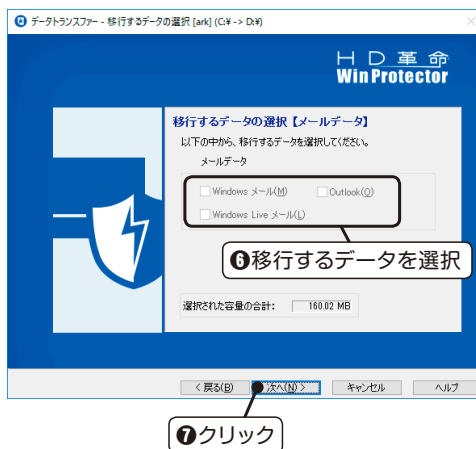 データトランスファー - 移行するデータの選択 [ark] (C:¥ -> D:¥)
ＨＤ革命
WinProtector
移行するデータの選択【メールデータ】
以下の中から、移行するデータを選択してください。
メールデータ
Windows メール(M)
Outlook(O)
Windows Live メール(L)
❻移行するデータを選択
選択された容量の合計： 160.02 MB
< 戻る(B)
次へ(N) >
キャンセル
ヘルプ
❼クリック